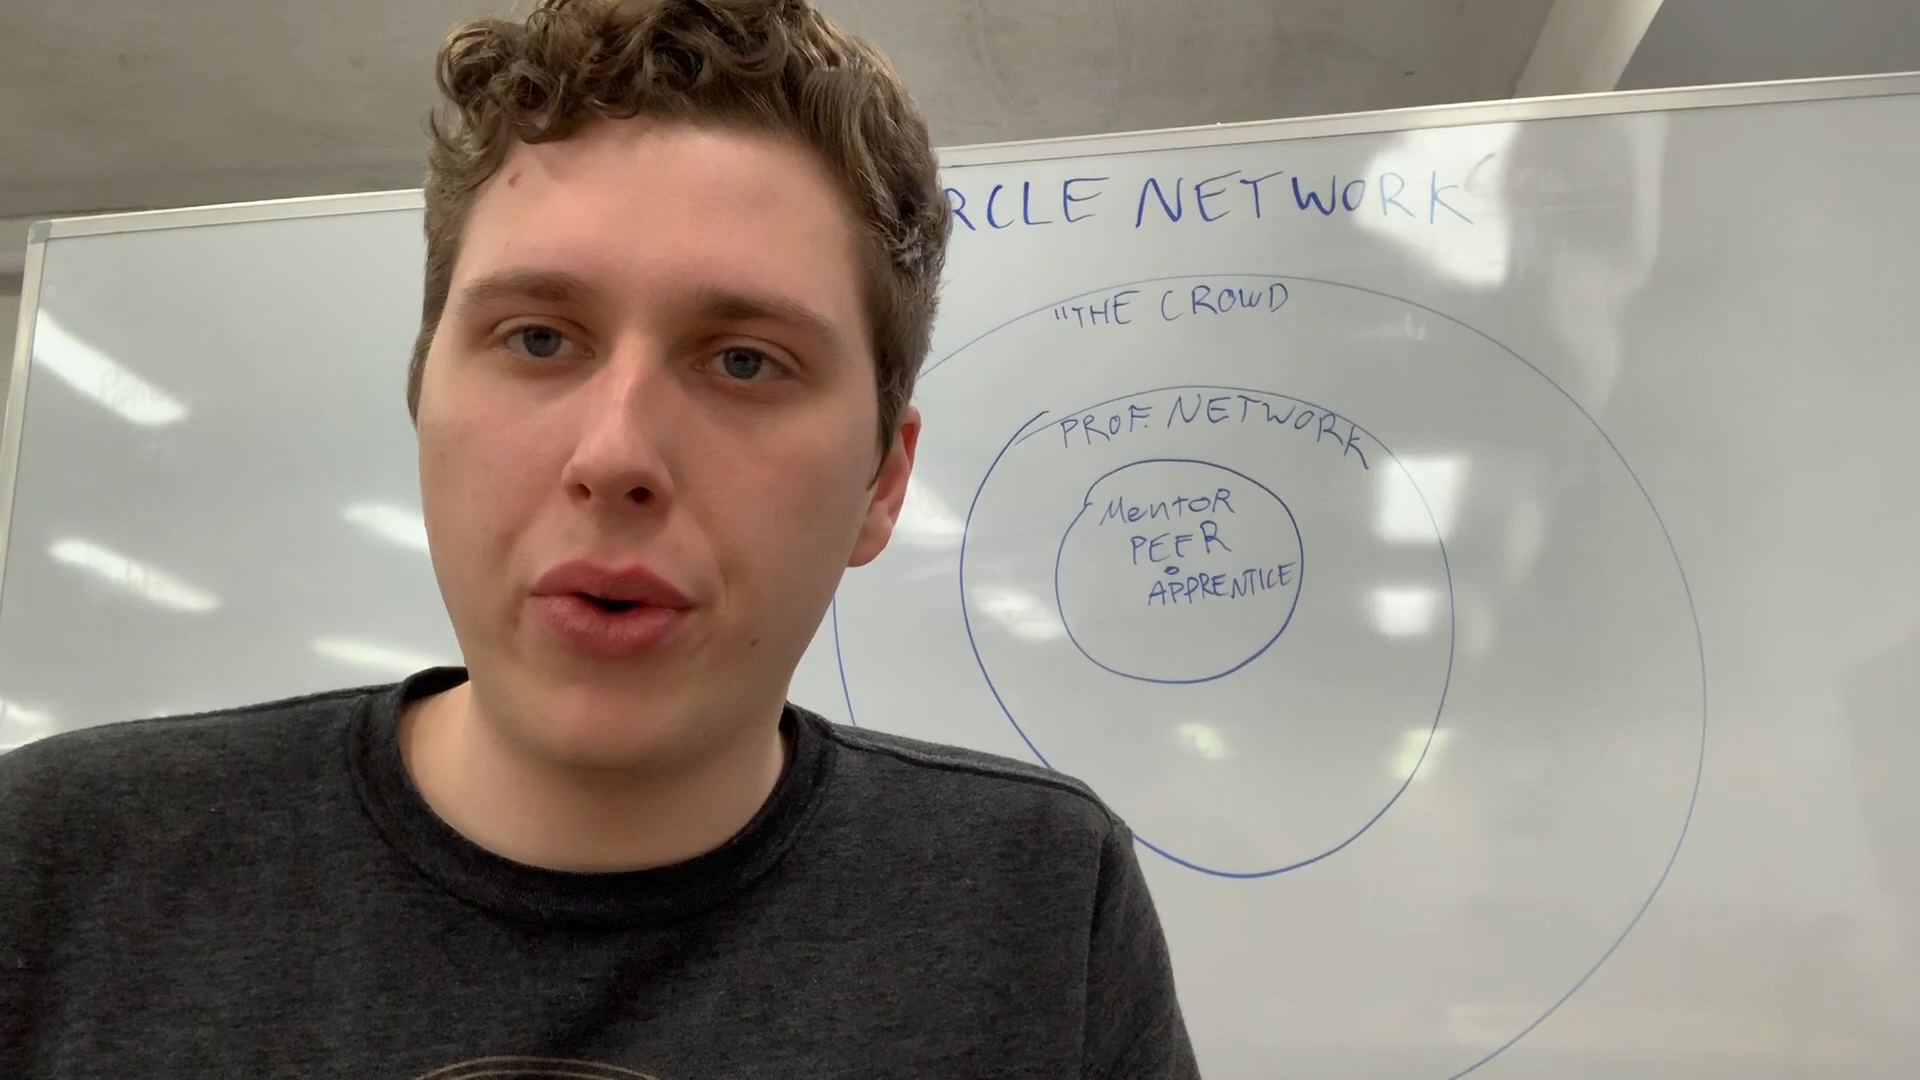 RCLE NETWORK
"THE CROWD
PROF. NETWORK
MentoR
PEER
APPRENTICE